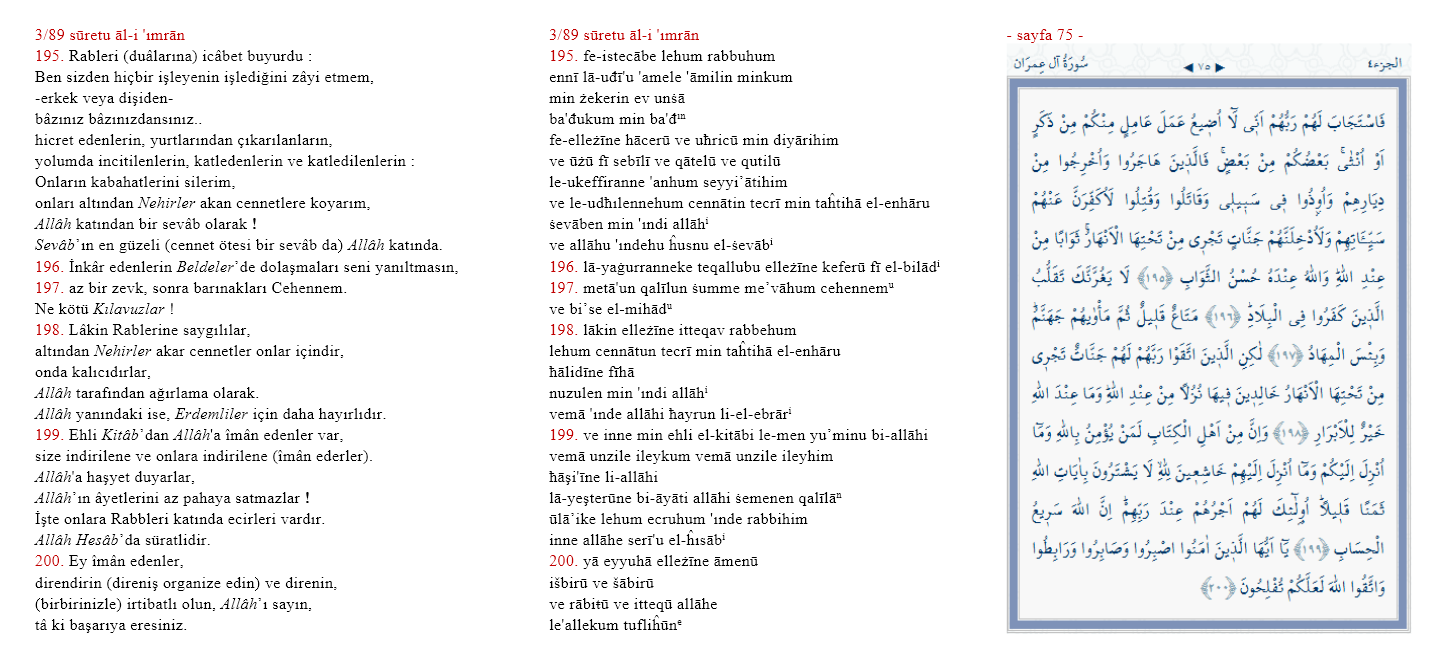 3/89 sūretu āl-i 'ımrān
195. Rableri (duâlarına) icâbet buyurdu :
Ben sizden hiçbir işleyenin işlediğini zâyi etmem,
-erkek veya dişiden-
bâzınız bâzınızdansınız..
hicret edenlerin, yurtlarından çıkarılanların,
yolumda incitilenlerin, katledenlerin ve katledilenlerin :
Onların kabahatlerini silerim,
onları altından Nehirler akan cennetlere koyarım,
Allâh katından bir sevâb olarak !
Sevâb’ın en güzeli (cennet ötesi bir sevâb da) Allâh katında.
196. İnkâr edenlerin Beldeler’de dolaşmaları seni yanıltmasın,
197. az bir zevk, sonra barınakları Cehennem.
Ne kötü Kılavuzlar !
198. Lâkin Rablerine saygılılar,
altından Nehirler akar cennetler onlar içindir,
onda kalıcıdırlar,
Allâh tarafından ağırlama olarak.
Allâh yanındaki ise, Erdemliler için daha hayırlıdır.
199. Ehli Kitâb’dan Allâh'a îmân edenler var,
size indirilene ve onlara indirilene (îmân ederler).
Allâh'a haşyet duyarlar,
Allâh’ın âyetlerini az pahaya satmazlar !
İşte onlara Rabbleri katında ecirleri vardır.
Allâh Hesâb’da süratlidir.
200. Ey îmân edenler,
direndirin (direniş organize edin) ve direnin,
(birbirinizle) irtibatlı olun, Allâh’ı sayın,
tâ ki başarıya eresiniz.
3/89 sūretu āl-i 'ımrān
195. fe-istecābe lehum rabbuhum
ennī lā-uđī'u 'amele 'āmilin minkum
min żekerin ev unŝā
ba'đukum min ba'đⁱⁿ
fe-elleżīne hācerū ve uħricū min diyārihim
ve ūżū fī sebīlī ve qātelū ve qutilū
le-ukeffiranne 'anhum seyyi’ātihim
ve le-udħılennehum cennātin tecrī min taĥtihā el-enhāru
ŝevāben min 'ındi allāhⁱ
ve allāhu 'ındehu ĥusnu el-ŝevābⁱ
196. lā-yaġurranneke teqallubu elleżīne keferū fī el-bilādⁱ
197. metā'un qalīlun ŝumme me’vāhum cehennemᵘ
ve bi’se el-mihādᵘ
198. lākin elleżīne itteqav rabbehum
lehum cennātun tecrī min taĥtihā el-enhāru
ħālidīne fīhā
nuzulen min 'ındi allāhⁱ
vemā 'ınde allāhi ħayrun li-el-ebrārⁱ
199. ve inne min ehli el-kitābi le-men yu’minu bi-allāhi
vemā unzile ileykum vemā unzile ileyhim
ħāşi'īne li-allāhi
lā-yeşterūne bi-āyāti allāhi ŝemenen qalīlāⁿ
ūlā’ike lehum ecruhum 'ınde rabbihim
inne allāhe serī'u el-ĥısābⁱ
200. yā eyyuhā elleżīne āmenū
išbirū ve šābirū
ve rābiŧū ve itteqū allāhe
le'allekum tufliĥūnᵉ
- sayfa 75 -
سُورَةُ آل عِمرَان ◀ ٧٥ ▶ الجزء٤
فَاسْتَجَابَ لَهُمْ رَبُّهُمْ اَنّ۪ى لَٓا اُض۪يعُ عَمَلَ عَامِلٍ مِنْكُمْ مِنْ ذَكَرٍ
اَوْ اُنْثٰىۚ بَعْضُكُمْ مِنْ بَعْضٍۚ فَالَّذ۪ينَ هَاجَرُوا وَاُخْرِجُوا مِنْ
دِيَارِهِمْ وَاُو۫ذُوا ف۪ى سَب۪يل۪ى وَقَاتَلُوا وَقُتِلُوا لَاُكَفِّرَنَّ عَنْهُمْ
سَيِّـَٔاتِهِمْ وَلَاُدْخِلَنَّهُمْ جَنَّاتٍ تَجْر۪ى مِنْ تَحْتِهَا الْاَنْهَارُۚ ثَوَابًا مِنْ
عِنْدِ اللّٰهِۜ وَاللّٰهُ عِنْدَهُ حُسْنُ الثَّوَابِ ﴿١٩٥﴾ لَا يَغُرَّنَّكَ تَقَلُّبُ
الَّذ۪ينَ كَفَرُوا فِى الْبِلَادِۜ ﴿١٩٦﴾ مَتَاعٌ قَل۪يلٌ ثُمَّ مَأْوٰيهُمْ جَهَنَّمُۜ
وَبِئْسَ الْمِهَادُ ﴿١٩٧﴾ لٰكِنِ الَّذ۪ينَ اتَّقَوْا رَبَّهُمْ لَهُمْ جَنَّاتٌ تَجْر۪ى
مِنْ تَحْتِهَا الْاَنْهَارُ خَالِد۪ينَ ف۪يهَا نُزُلًا مِنْ عِنْدِ اللّٰهِۜ وَمَا عِنْدَ اللّٰهِ
خَيْرٌ لِلْاَبْرَارِ ﴿١٩٨﴾ وَاِنَّ مِنْ اَهْلِ الْكِتَابِ لَمَنْ يُؤْمِنُ بِاللّٰهِ وَمَٓا
اُنْزِلَ اِلَيْكُمْ وَمَٓا اُنْزِلَ اِلَيْهِمْ خَاشِع۪ينَ لِلّٰهِۙ لَا يَشْتَرُونَ بِاٰيَاتِ اللّٰهِ
ثَمَنًا قَل۪يلًاۜ اُو۬لٰٓئِكَ لَهُمْ اَجْرُهُمْ عِنْدَ رَبِّهِمْۜ اِنَّ اللّٰهَ سَر۪يعُ
الْحِسَابِ ﴿١٩٩﴾ يَٓا اَيُّهَا الَّذ۪ينَ اٰمَنُوا اصْبِرُوا وَصَابِرُوا وَرَابِطُوا
وَاتَّقُوا اللّٰهَ لَعَلَّكُمْ تُفْلِحُونَ ﴿٢٠٠﴾